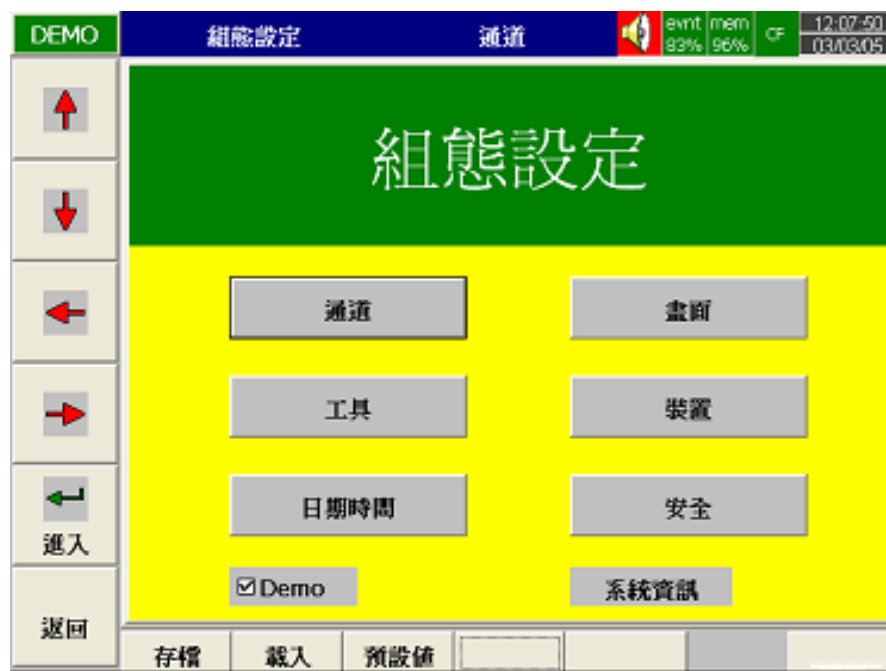 DEMO 組態設定 通道 evnt 83% mem 96% CF 12:07:50 03/03/05
組態設定
通道 畫面
工具 裝置
日期時間 安全
進入
Demo 系統資訊
返回
存檔 載入 預設值